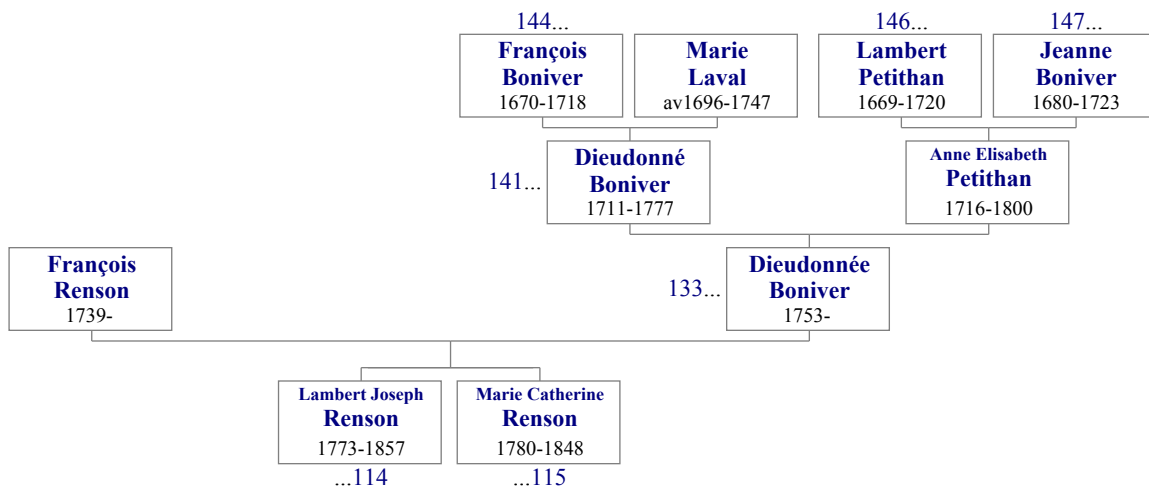 144...
146...
147...
François
Boniver
1670-1718
Marie
Laval
av1696-1747
Lambert
Petithan
1669-1720
Jeanne
Boniver
1680-1723
141...
Dieudonné
Boniver
1711-1777
Anne Elisabeth
Petithan
1716-1800
François
Renson
1739-
133...
Dieudonnée
Boniver
1753-
Lambert Joseph
Renson
1773-1857
Marie Catherine
Renson
1780-1848
...114
...115